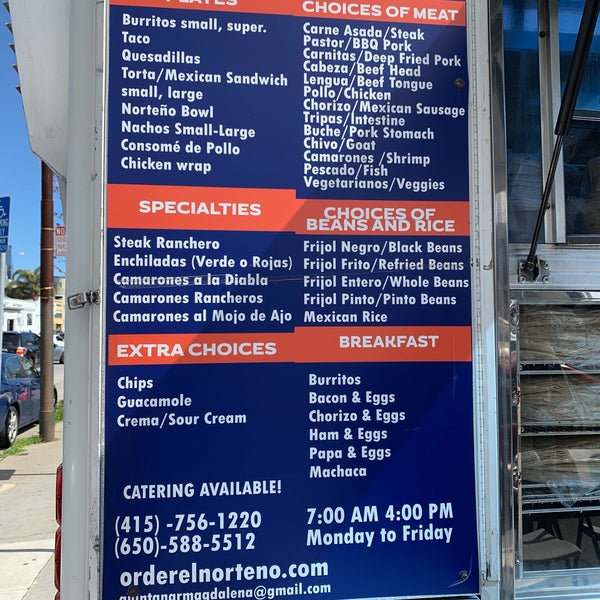 PLATES
Burritos small, super.
Taco
Quesadillas
Torta/Mexican Sandwich
small, large
Norteño Bowl
Nachos Small-Large
Consomé de Pollo
Chicken wrap
CHOICES OF MEAT
Carne Asada/Steak
Pastor/BBQ Pork
Carnitas/Deep Fried Pork
Cabeza/Beef Head
Lengua/Beef Tongue
Pollo/Chicken
Chorizo/Mexican Sausage
Tripas/Intestine
Buche/Pork Stomach
Chivo/Goat
Camarones /Shrimp
Pescado/Fish
Vegetarianos/Veggies
SPECIALTIES
Steak Ranchero
Enchiladas (Verde o Rojas)
Camarones a la Diabla
Camarones Rancheros
Camarones al Mojo de Ajo
CHOICES OF
BEANS AND RICE
Frijol Negro/Black Beans
Frijol Frito/Refried Beans
Frijol Entero/Whole Beans
Frijol Pinto/Pinto Beans
Mexican Rice
EXTRA CHOICES
Chips
Guacamole
Crema/Sour Cream
BREAKFAST
Burritos
Bacon & Eggs
Chorizo & Eggs
Ham & Eggs
Papa & Eggs
Machaca
CATERING AVAILABLE!
(415) -756-1220
(650)-588-5512
7:00 AM 4:00 PM
Monday to Friday
orderelnorteno.com
quintanarmagdalena@gmail.com
NO